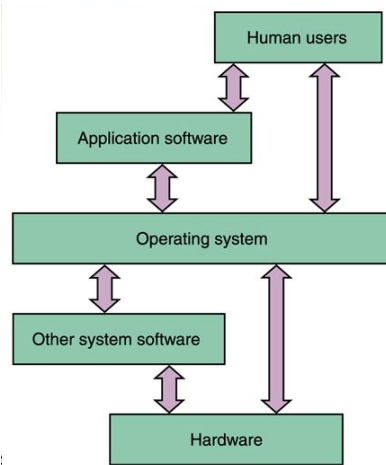 Human users
Application software
Operating system
Other system software
Hardware